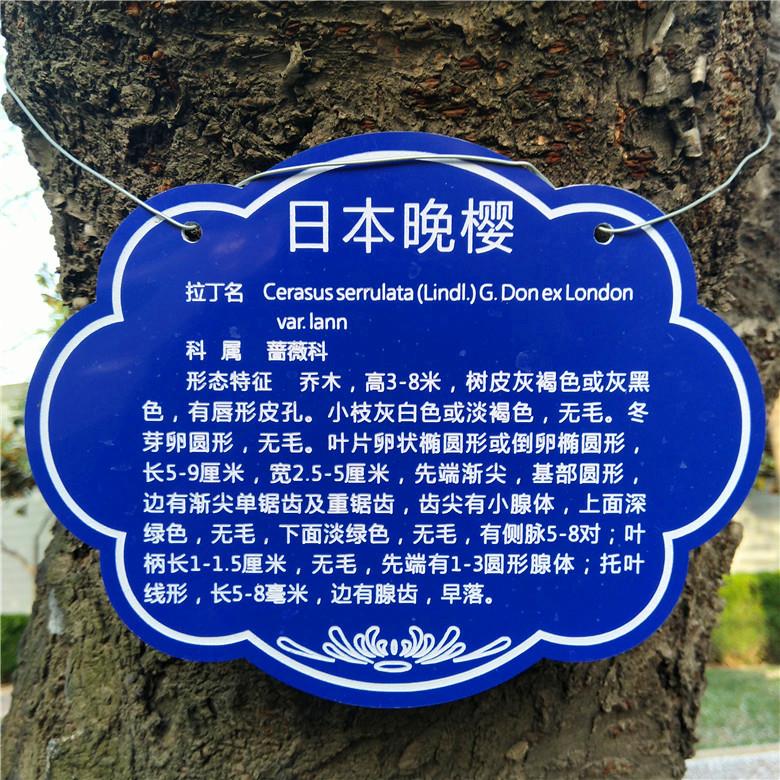 日本晚樱
拉丁名 Cerasus serrulata (Lindl.) G. Don ex London
var. lann
科 属 蔷薇科
形态特征 乔木，高3-8米，树皮灰褐色或灰黑
色，有唇形皮孔。小枝灰白色或淡褐色，无毛。冬
芽卵圆形，无毛。叶片卵状椭圆形或倒卵椭圆形，
长5-9厘米，宽2.5-5厘米，先端渐尖，基部圆形，
边有渐尖单锯齿及重锯齿，齿尖有小腺体，上面深
绿色，无毛，下面淡绿色，无毛，有侧脉5-8对；叶
柄长1-1.5厘米，无毛，先端有1-3圆形腺体；托叶
线形，长5-8毫米，边有腺齿，早落。